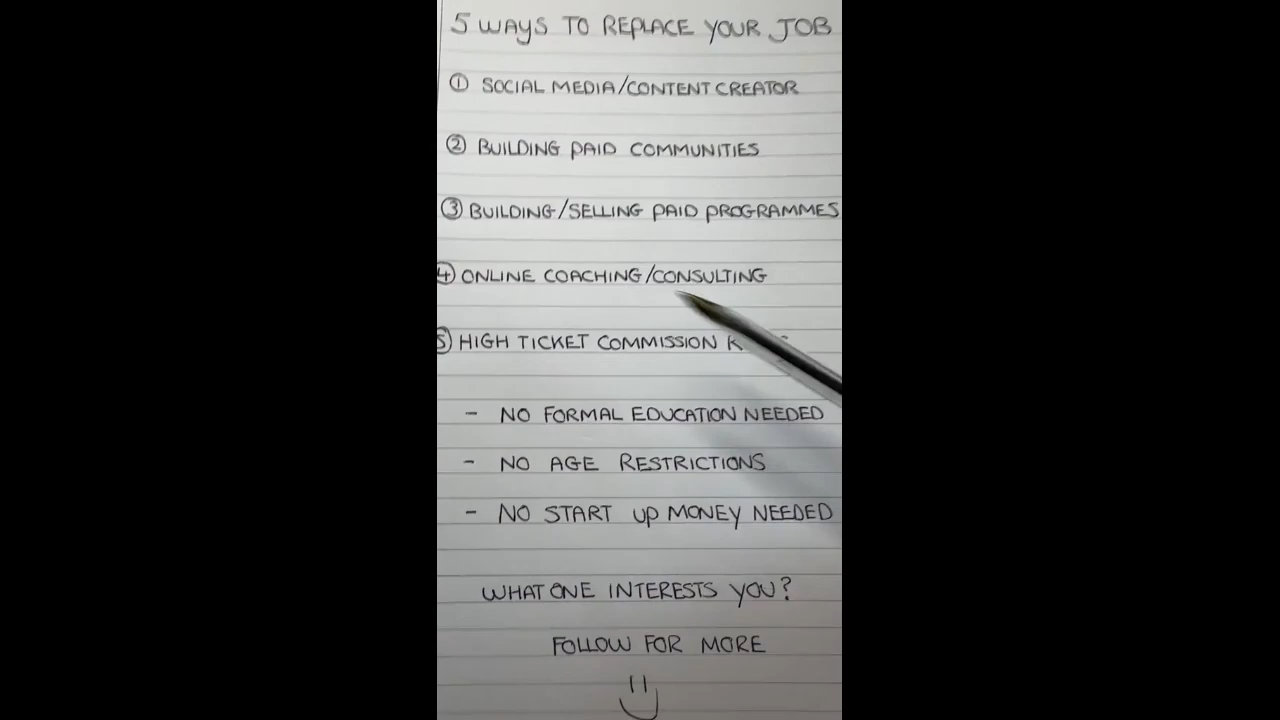 5 WAYS TO REPLACE YOUR JOB
① SOCIAL MEDIA/CONTENT CREATOR
② BUILDING PAID COMMUNITIES
③ BUILDING/SELLING PAID PROGRAMMES
④ ONLINE COACHING/CONSULTING
⑤ HIGH TICKET COMMISSION
- NO FORMAL EDUCATION NEEDED
- NO AGE RESTRICTIONS
- NO START UP MONEY NEEDED
WHAT ONE INTERESTS YOU?
FOLLOW FOR MORE